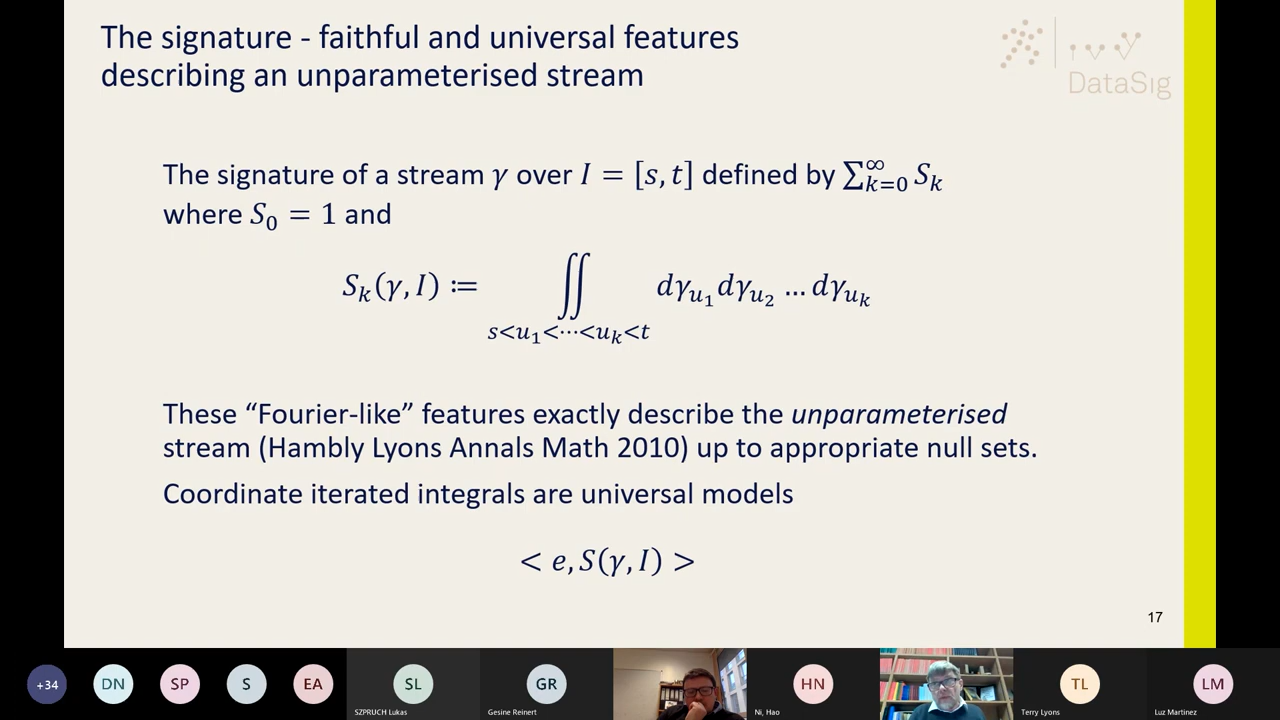 The signature - faithful and universal features
describing an unparameterised stream
DataSıg
The signature of a stream γ over I = [s, t] defined by ∑_{k=0}^{∞} S_k
where S_0 = 1 and
S_k(γ, I) ≔ ∬_{s<u_1<⋯<u_k<t} dγ_{u_1} dγ_{u_2} … dγ_{u_k}
These “Fourier-like” features exactly describe the unparameterised
stream (Hambly Lyons Annals Math 2010) up to appropriate null sets.
Coordinate iterated integrals are universal models
< e, S(γ, I) >
17
+34 DN SP S EA SL GR HN TL LM
SZPRUCH Lukas Gesine Reinert Ni, Hao Terry Lyons Luz Martinez